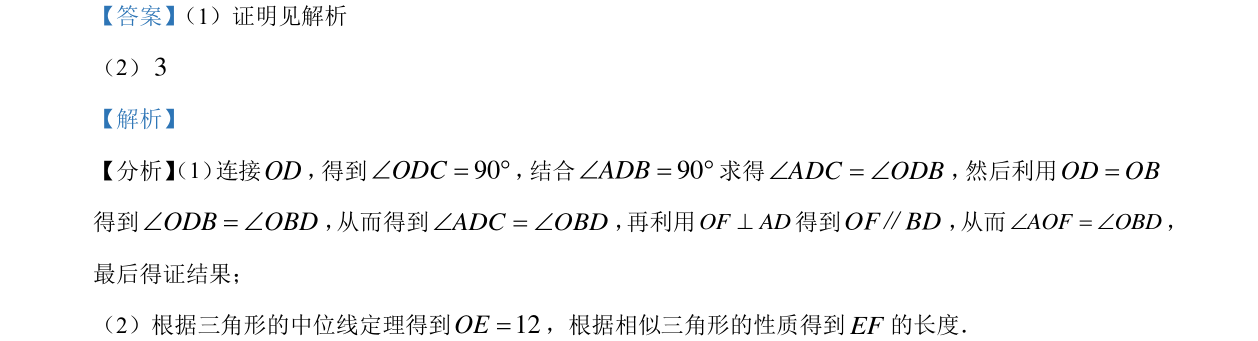 【答案】（1）证明见解析
（2）3
【解析】
【分析】（1）连接OD，得到∠ODC = 90°，结合∠ADB = 90°求得∠ADC = ∠ODB，然后利用OD = OB
得到∠ODB = ∠OBD，从而得到∠ADC = ∠OBD，再利用OF ⊥ AD得到OF∥BD，从而∠AOF = ∠OBD，
最后得证结果；
（2）根据三角形的中位线定理得到OE = 12，根据相似三角形的性质得到EF的长度．